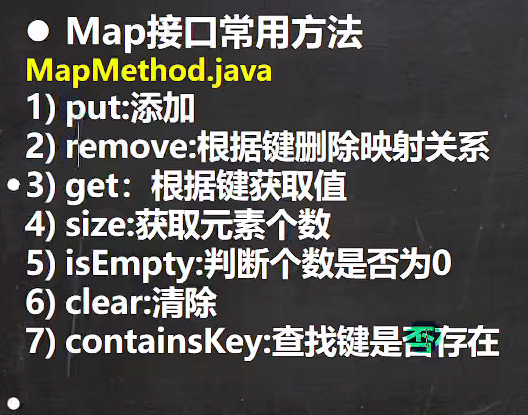 ● Map接口常用方法
MapMethod.java
1) put:添加
2) remove:根据键删除映射关系
3) get：根据键获取值
4) size:获取元素个数
5) isEmpty:判断个数是否为0
6) clear:清除
7) containsKey:查找键是否存在